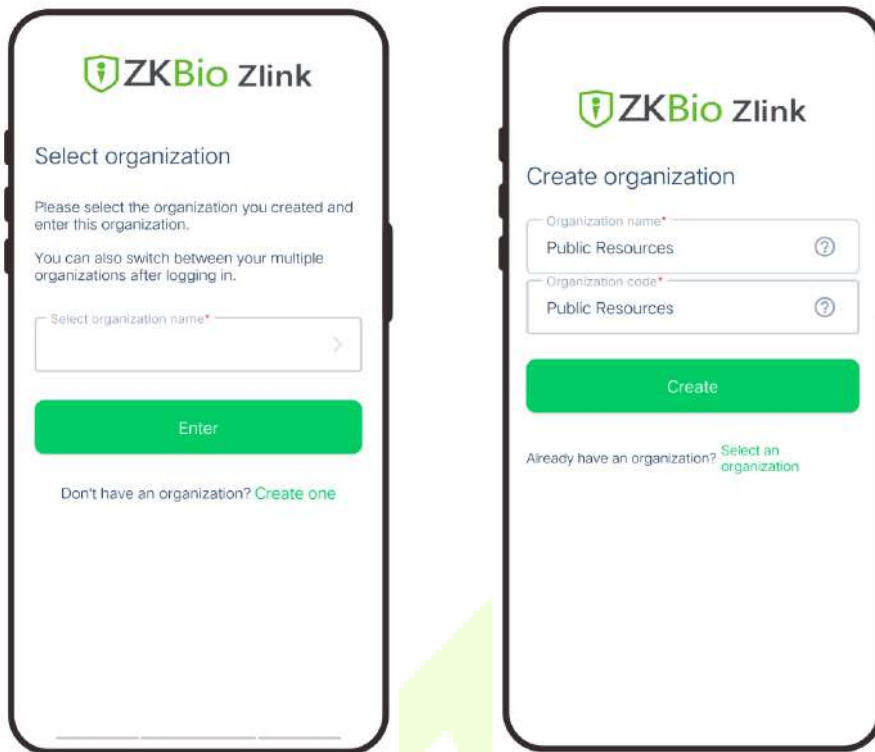 ZKBio Zlink
Select organization
Please select the organization you created and
enter this organization.
You can also switch between your multiple
organizations after logging in.
Select organization name*
Enter
Don't have an organization? Create one
ZKBio Zlink
Create organization
Organization name*
Public Resources
Organization code*
Public Resources
Create
Already have an organization? Select an
organization